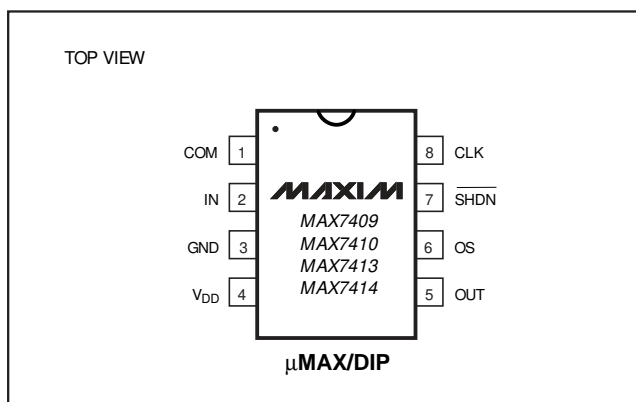 TOP VIEW
COM 1 8 CLK
IN 2 MAXIM 7 SHDN
MAX7409
GND 3 MAX7410 6 OS
MAX7413
VDD 4 MAX7414 5 OUT
μMAX/DIP